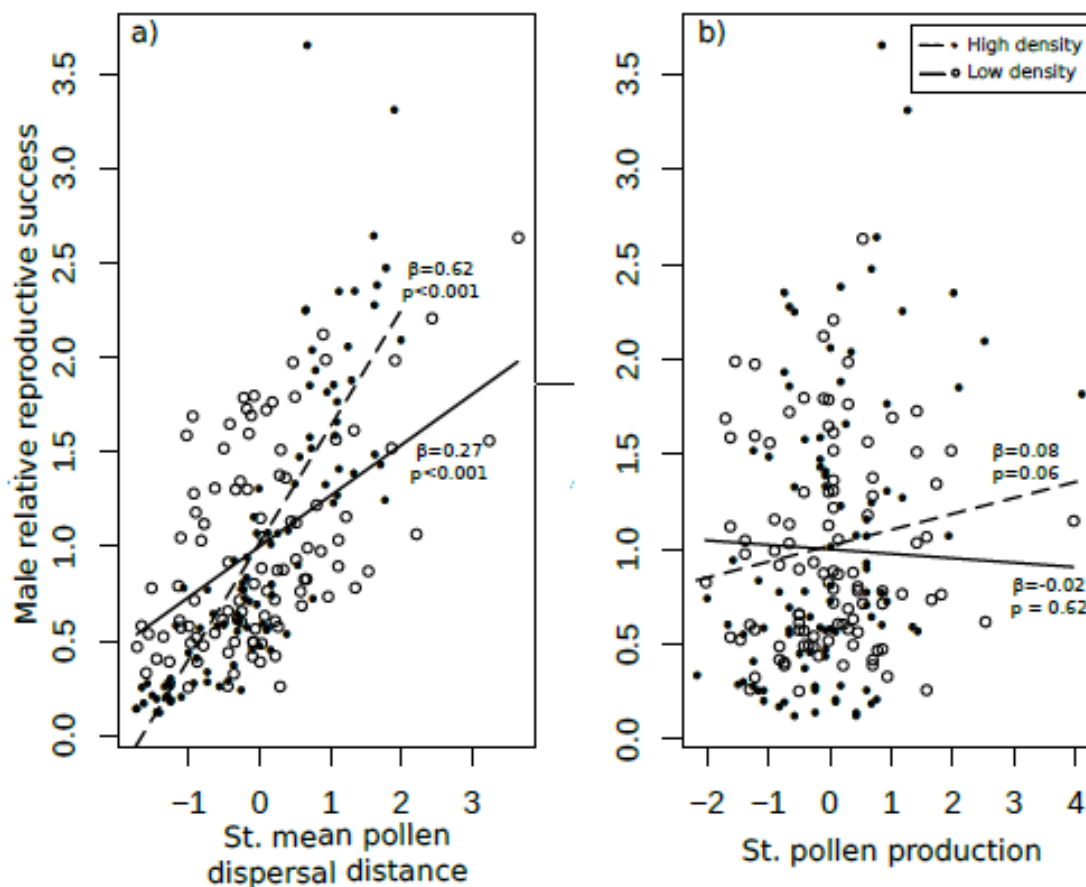 a)
Male relative reproductive success
0.0 0.5 1.0 1.5 2.0 2.5 3.0 3.5
β=0.62
p<0.001
β=0.27
p<0.001
−1 0 1 2 3
St. mean pollen
dispersal distance
b)
High density
Low density
0.0 0.5 1.0 1.5 2.0 2.5 3.0 3.5
β=0.08
p=0.06
β=-0.02
p = 0.62
−2 −1 0 1 2 3 4
St. pollen production